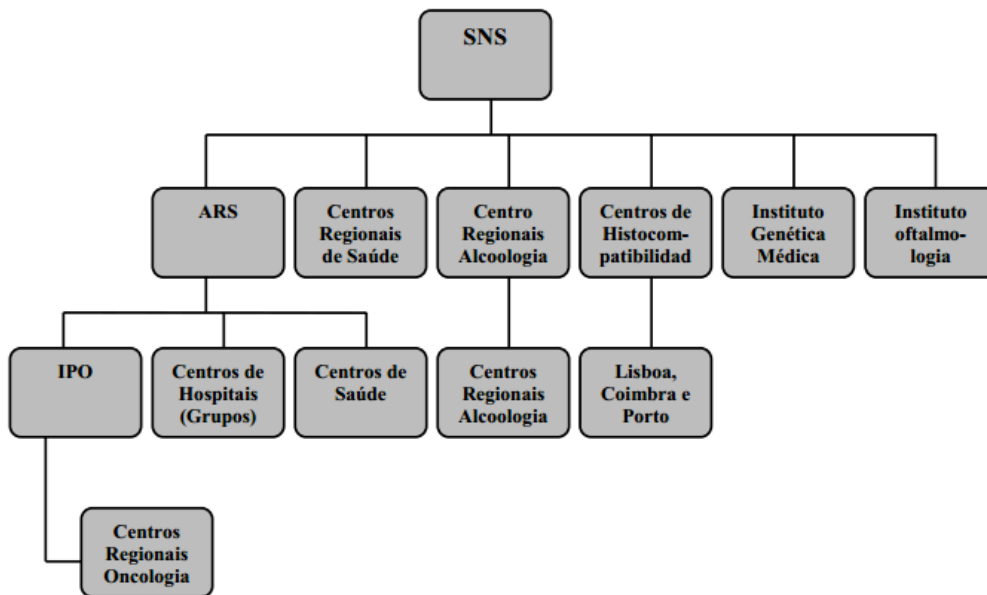 SNS
ARS
Centros
Regionais
de Saúde
Centro
Regionais
Alcoologia
Centros de
Histocom-
patibilidad
Instituto
Genética
Médica
Instituto
oftalmo-
logia
IPO
Centros de
Hospitais
(Grupos)
Centros de
Saúde
Centros
Regionais
Alcoologia
Lisboa,
Coimbra e
Porto
Centros
Regionais
Oncologia